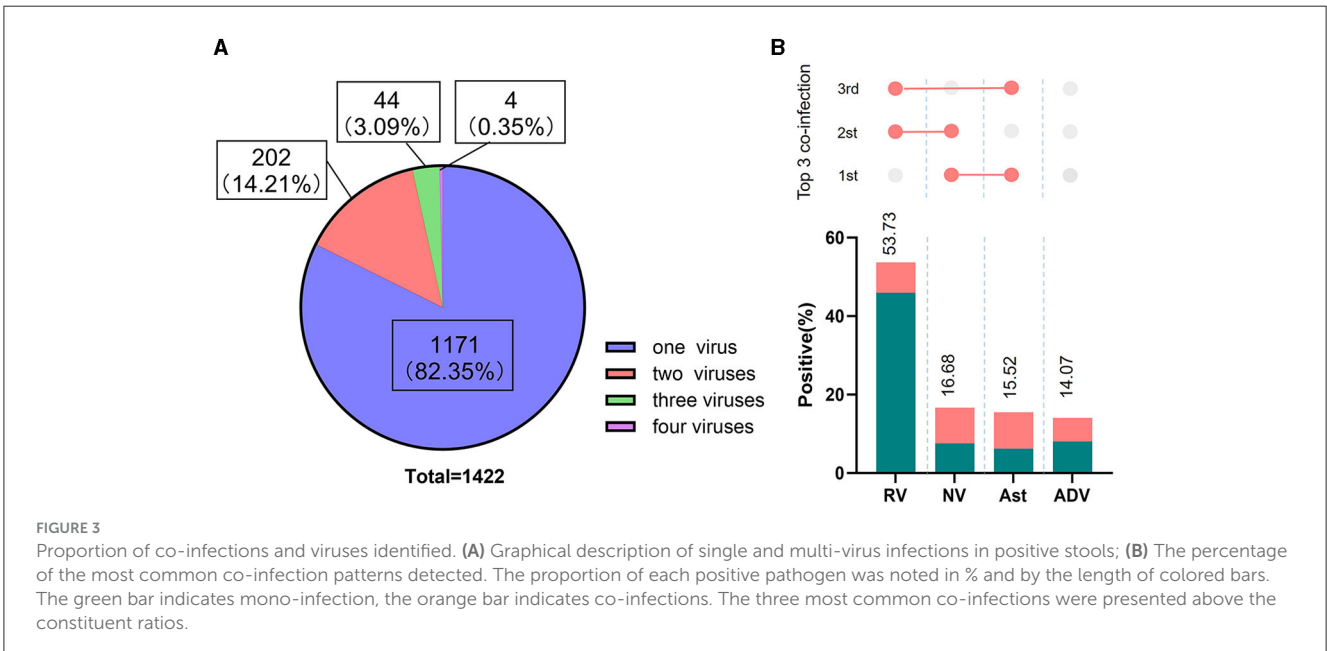 A
44
（3.09%）
4
（0.35%）
202
（14.21%）
1171
（82.35%）
one virus
two viruses
three viruses
four viruses
Total=1422
B
Top 3 co-infection
3rd
2st
1st
Positive(%)
60
40
20
0
53.73
16.68
15.52
14.07
RV
NV
Ast
ADV
FIGURE 3
Proportion of co-infections and viruses identified. (A) Graphical description of single and multi-virus infections in positive stools; (B) The percentage
of the most common co-infection patterns detected. The proportion of each positive pathogen was noted in % and by the length of colored bars.
The green bar indicates mono-infection, the orange bar indicates co-infections. The three most common co-infections were presented above the
constituent ratios.